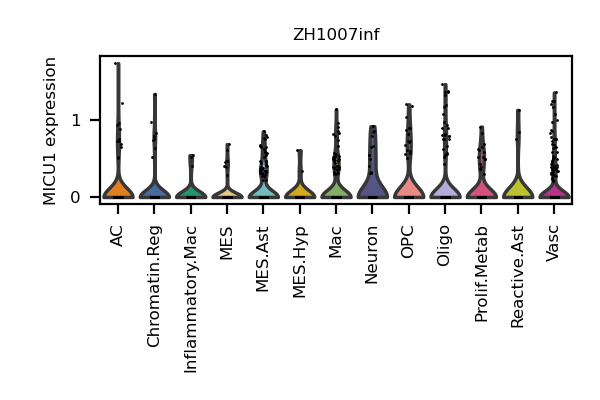 ZH1007inf
MICU1 expression
1
0
AC
Chromatin.Reg
Inflammatory.Mac
MES
MES.Ast
MES.Hyp
Mac
Neuron
OPC
Oligo
Prolif.Metab
Reactive.Ast
Vasc